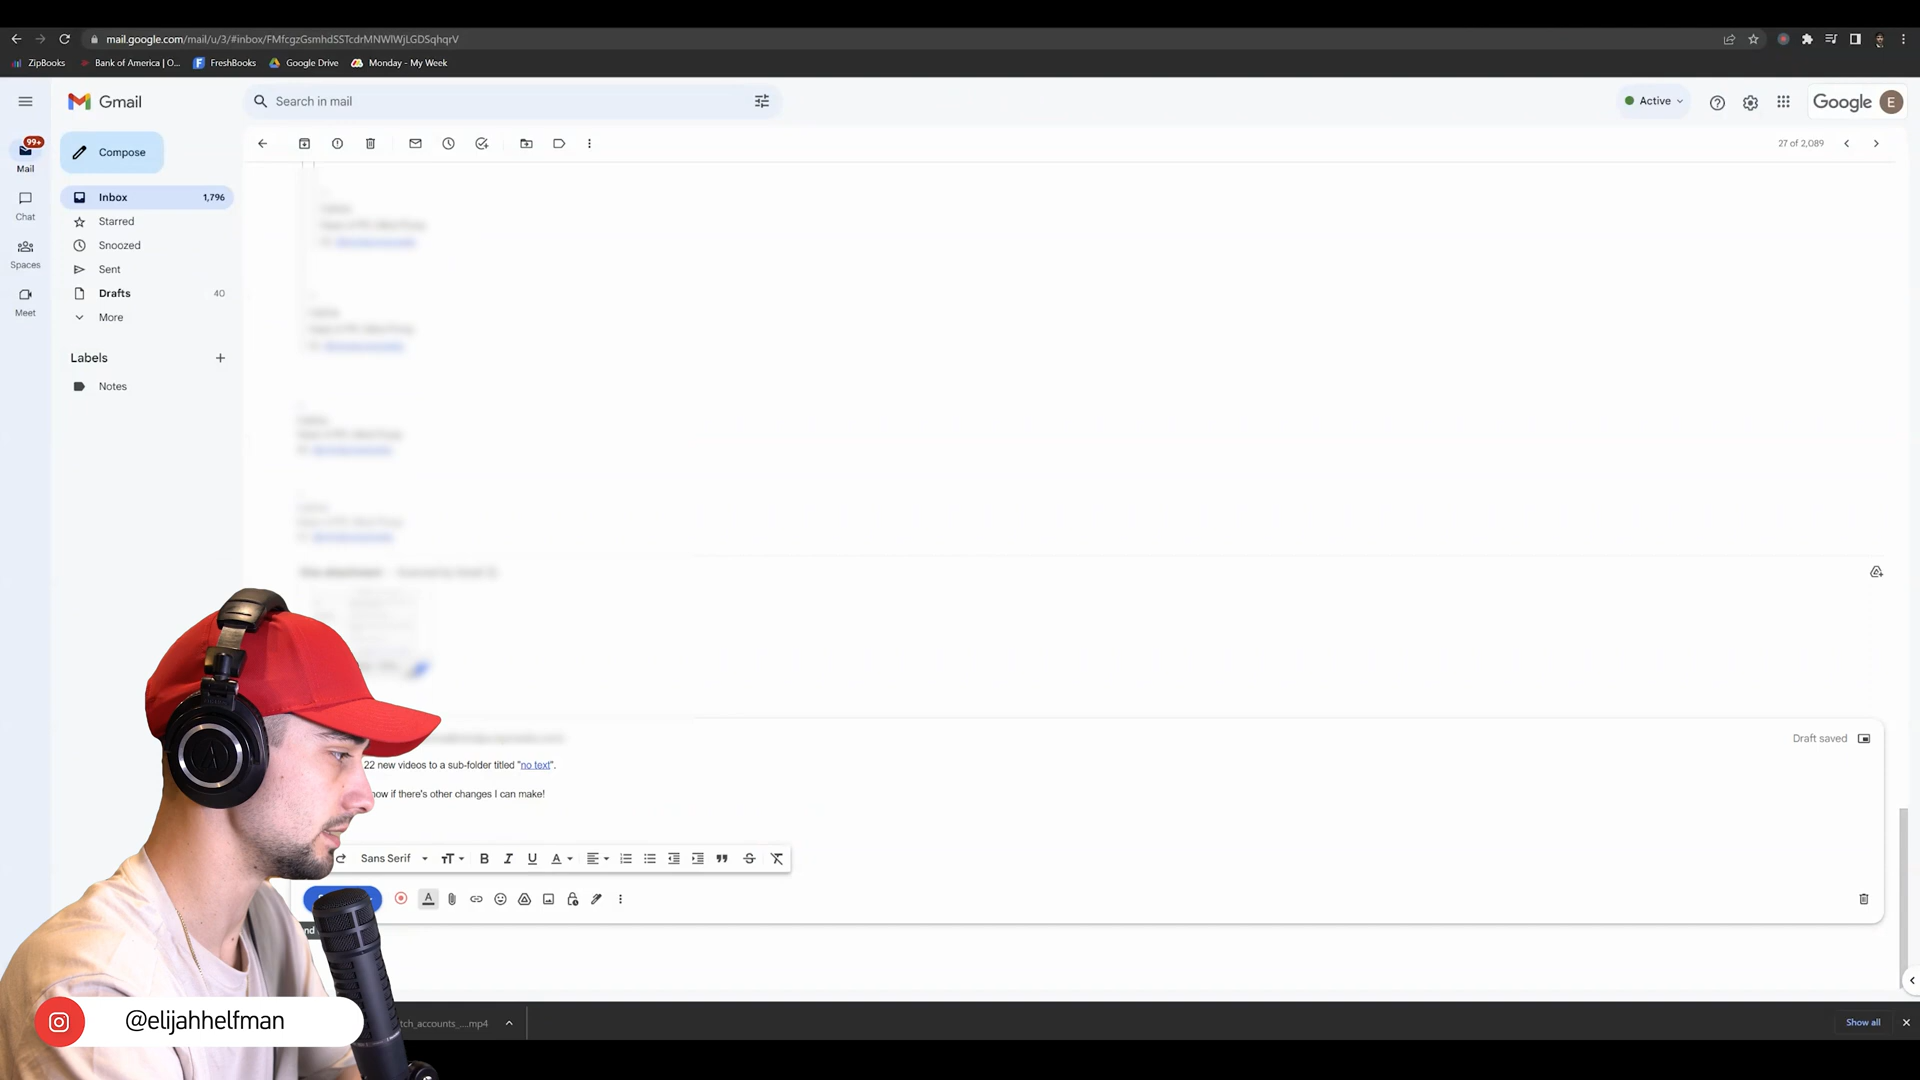 mail.google.com/mail/u/3/#inbox/FMfcgzGsmhdSSTcdrMNWlWjLGDSqhqrV
ZipBooks
Bank of America | O...
FreshBooks
Google Drive
Monday - My Week
Gmail
Search in mail
Active
Google
E
99+
Mail
Compose
27 of 2,089
Inbox 1,796
Chat
Starred
Snoozed
Spaces
Sent
Drafts 40
Meet
More
Labels
Notes
Draft saved
22 new videos to a sub-folder titled "no text".
if there's other changes I can make!
Sans Serif
@elijahhelfman
tch_accounts_...mp4
Show all